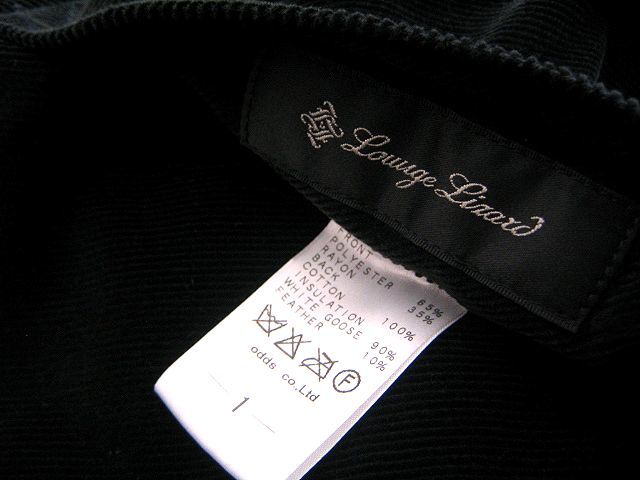 Lounge Lizard
FRONT
POLYESTER 65%
RAYON 35%
BACK
COTTON 100%
INSULATION
WHITE GOOSE 90%
FEATHER 10%
F
odds co,Ltd
1